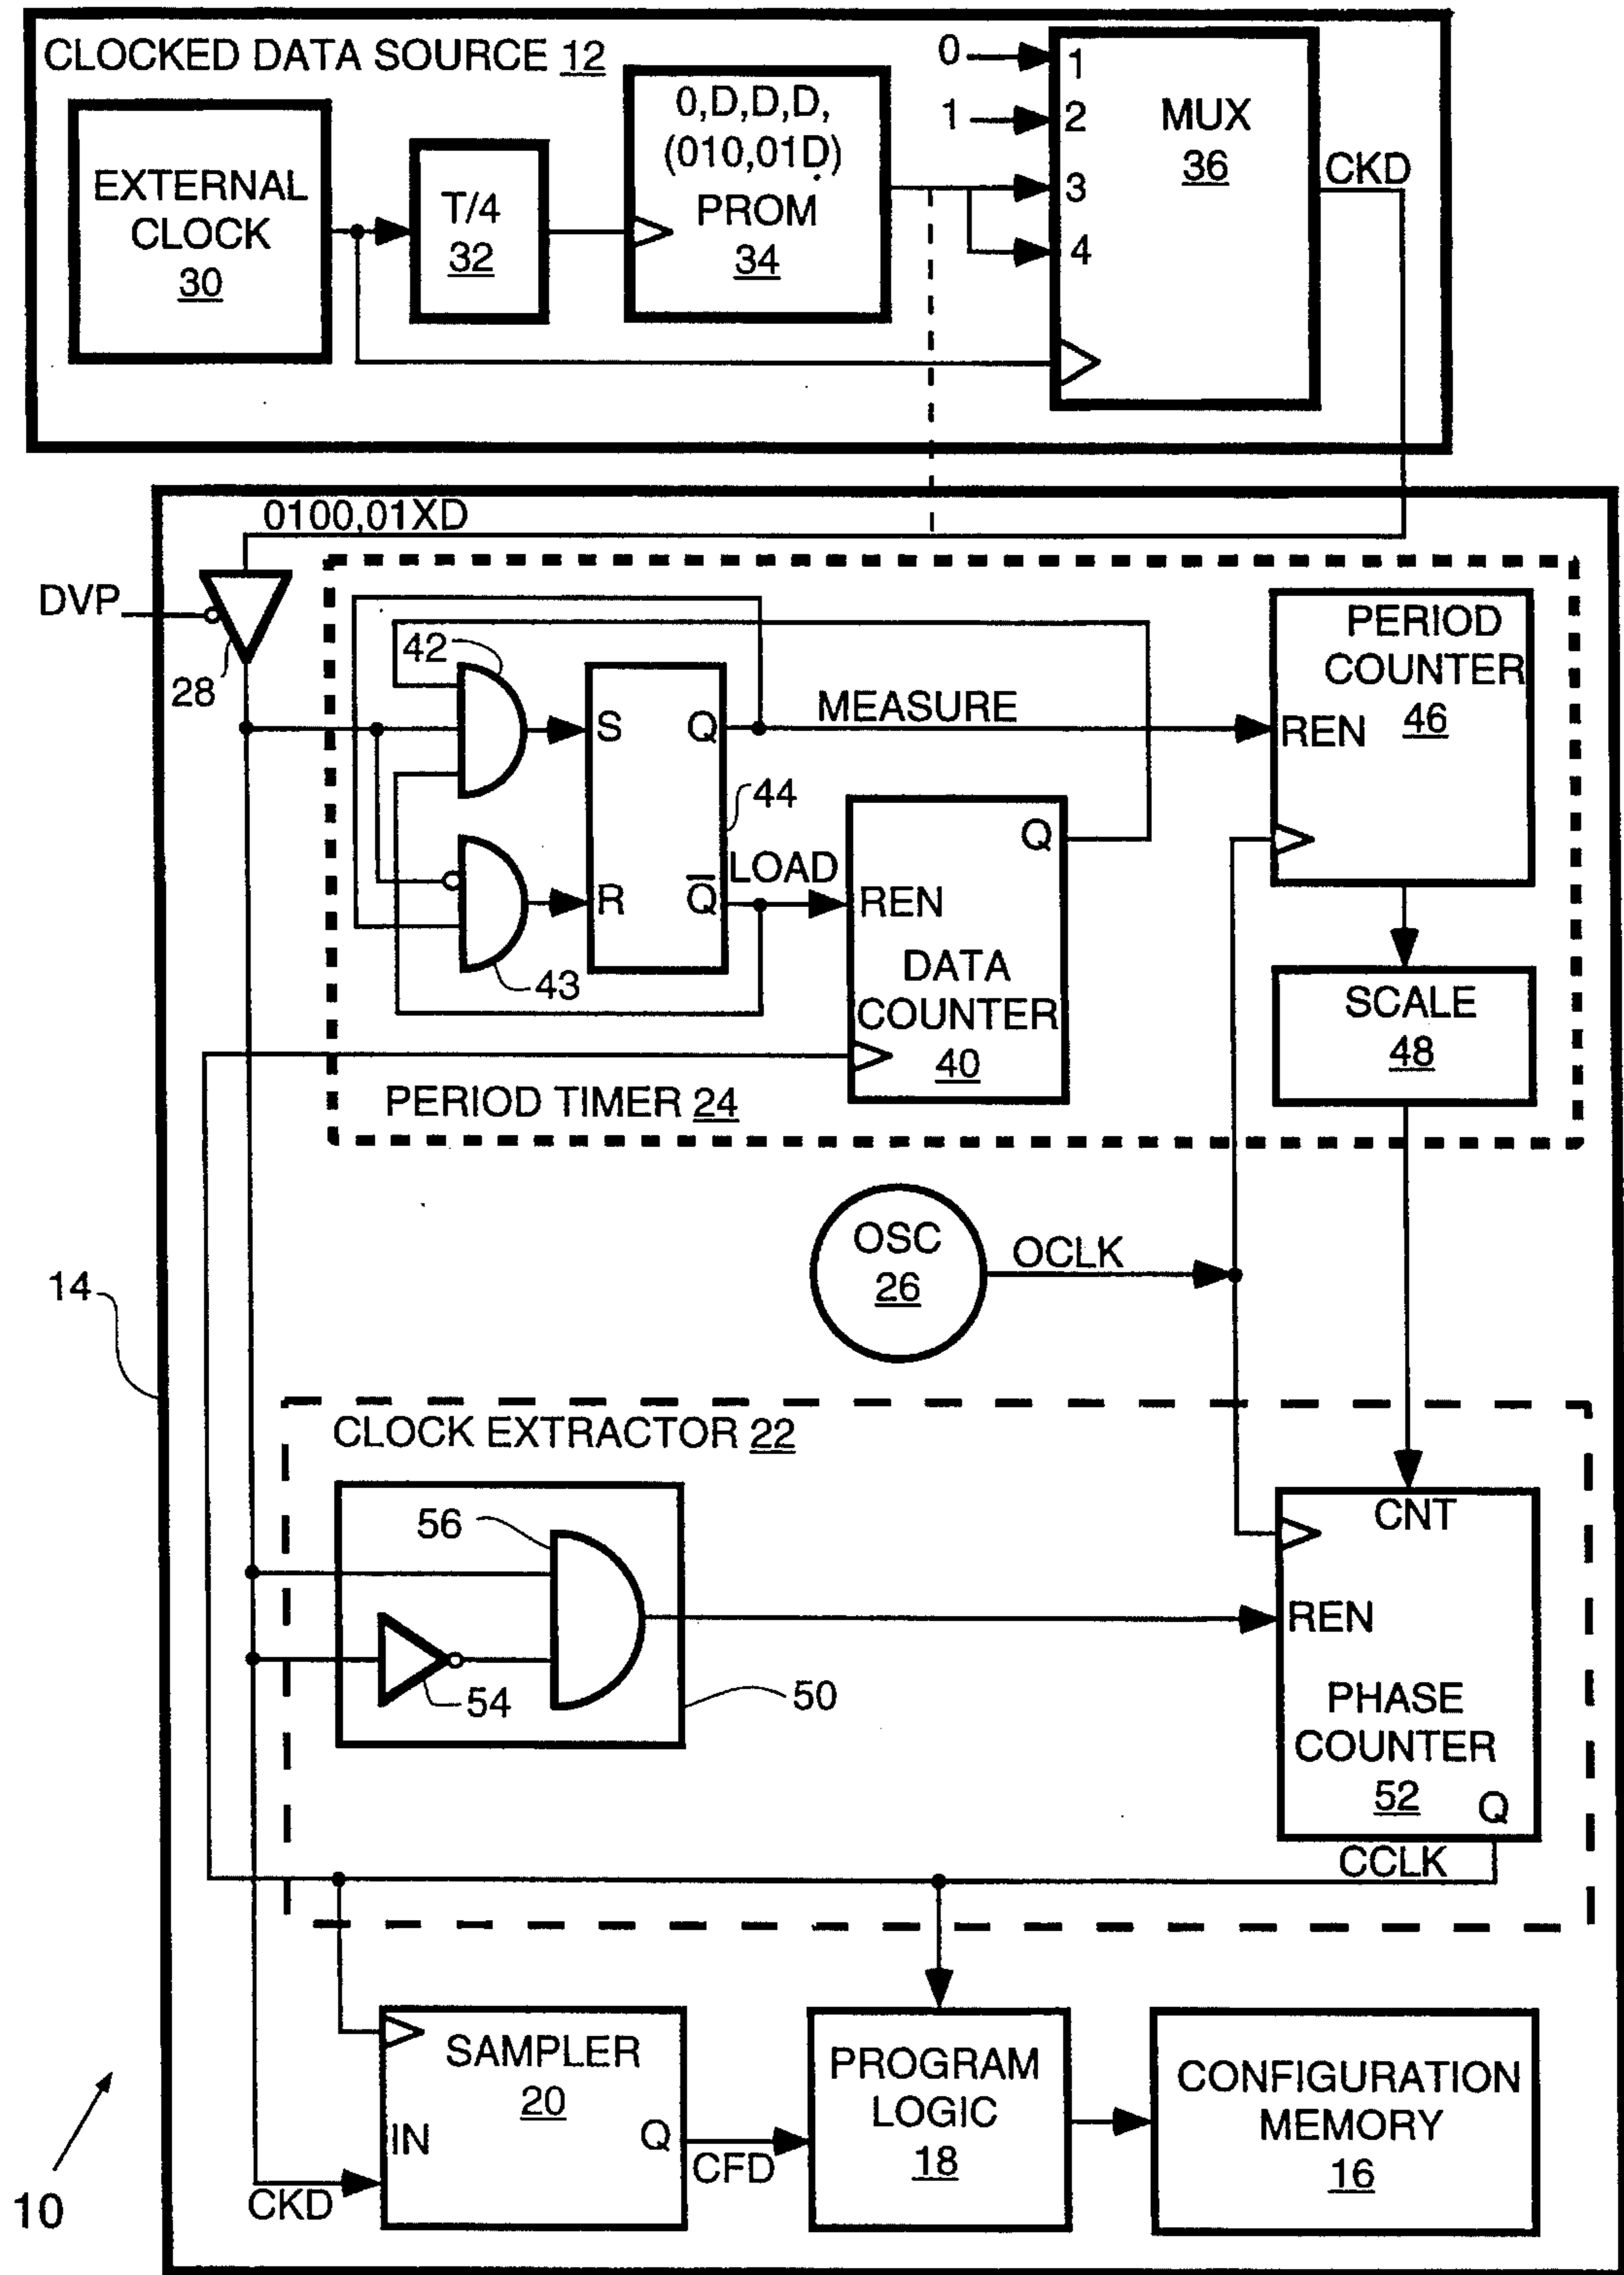 CLOCKED DATA SOURCE 12
EXTERNAL
CLOCK
30
T/4
32
0,D,D,D,
(010,01D)
PROM
34
0
1
1
2
3
4
MUX
36
CKD
0100,01XD
DVP
28
42
43
S
R
Q
Q̅
44
MEASURE
LOAD
REN
Q
DATA
COUNTER
40
PERIOD
COUNTER
46
REN
SCALE
48
PERIOD TIMER 24
OSC
26
OCLK
14
CLOCK EXTRACTOR 22
56
54
50
CNT
REN
PHASE
COUNTER
52
Q
CCLK
SAMPLER
20
IN
Q
CKD
CFD
PROGRAM
LOGIC
18
CONFIGURATION
MEMORY
16
10